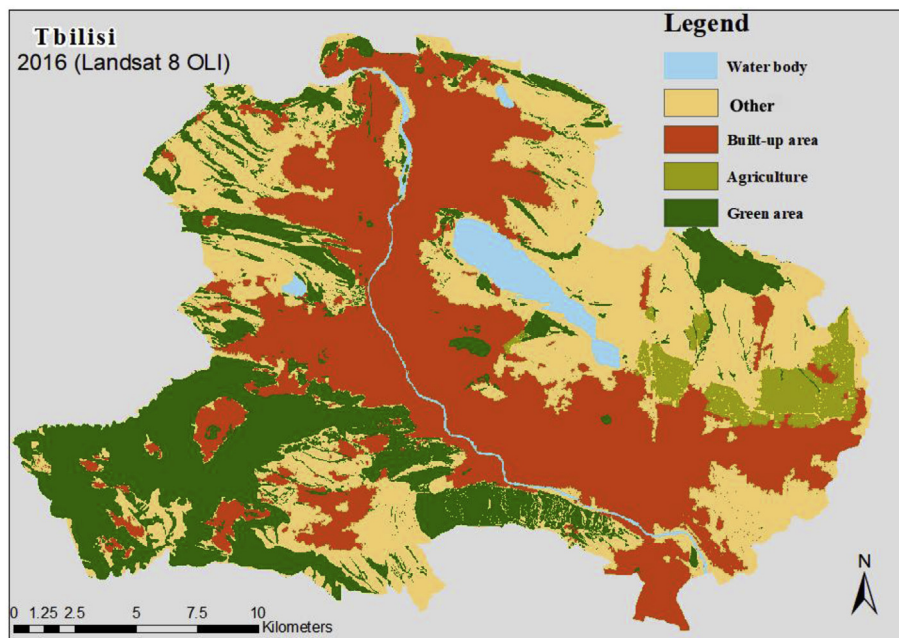 Tbilisi
2016 (Landsat 8 OLI)
Legend
Water body
Other
Built-up area
Agriculture
Green area
N
0 1.25 2.5 5 7.5 10
Kilometers